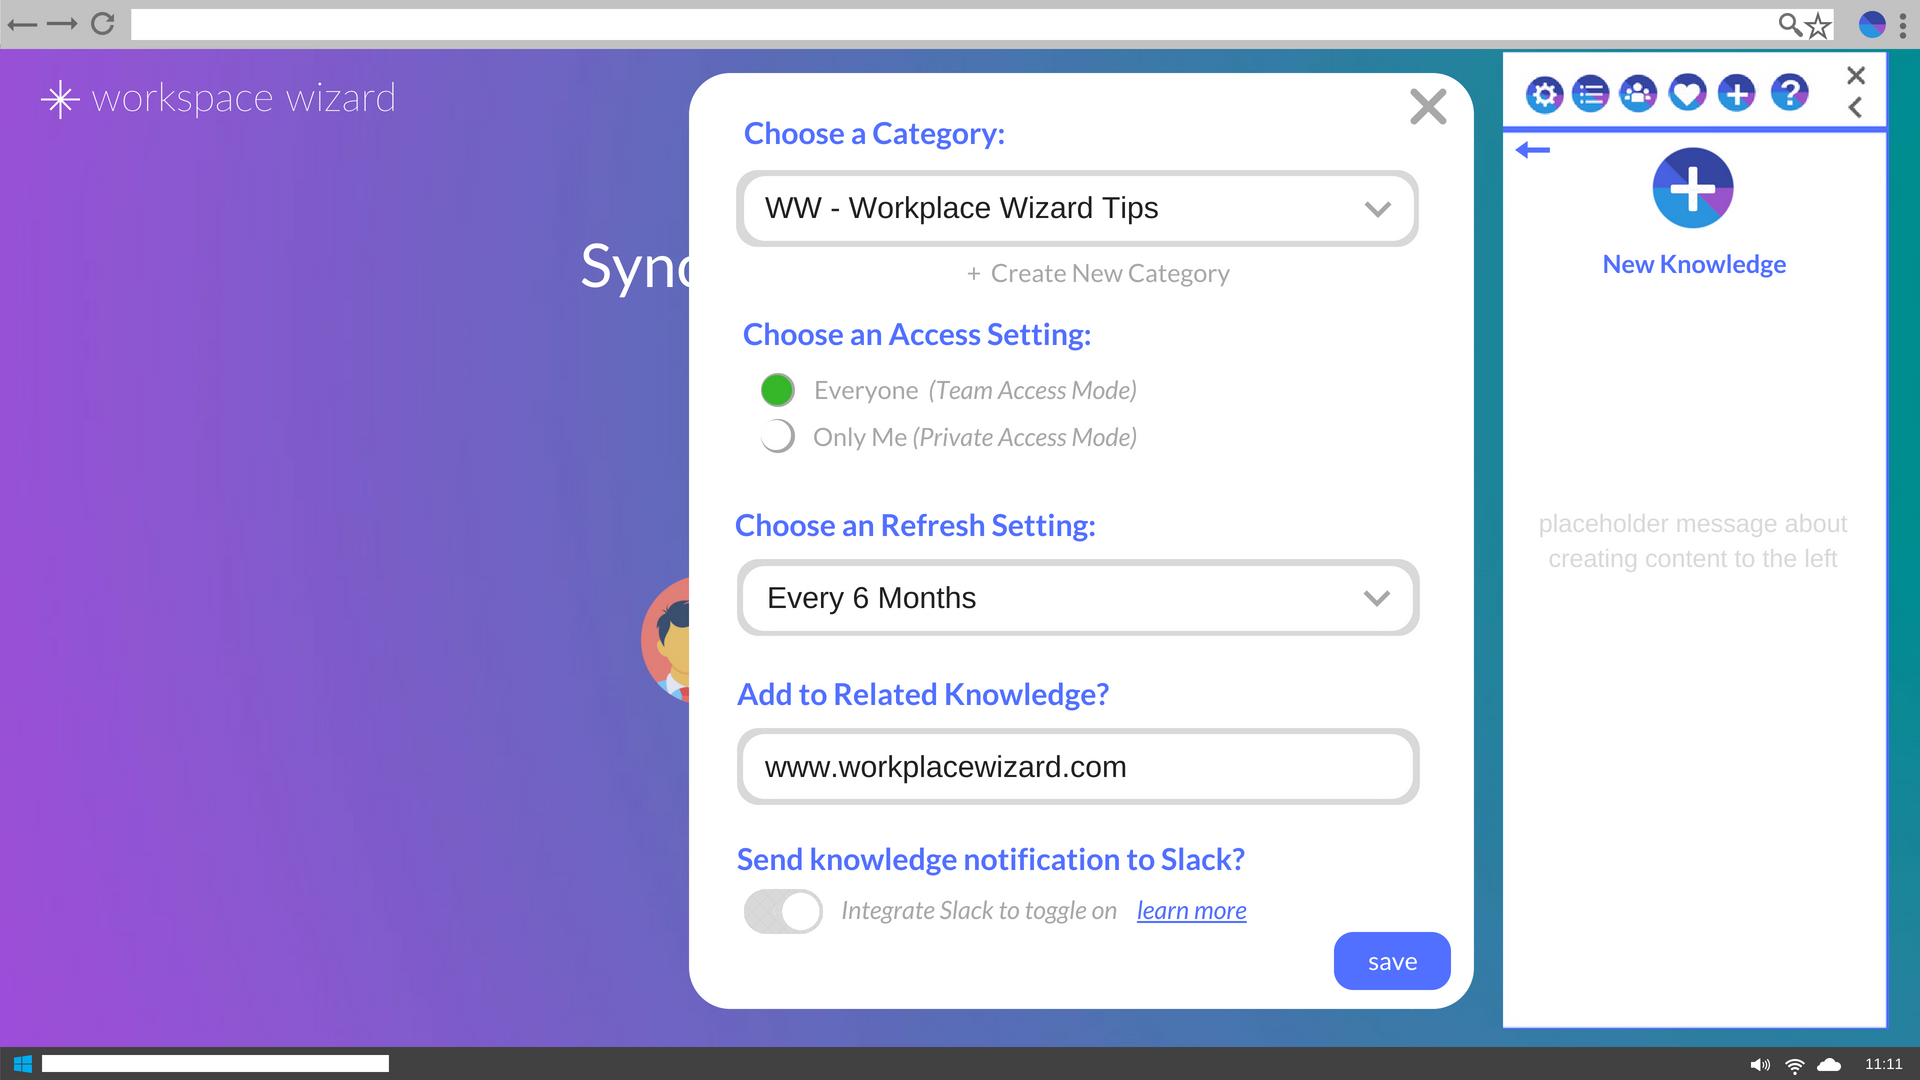 workspace wizard
Choose a Category:
WW - Workplace Wizard Tips
+ Create New Category
Choose an Access Setting:
Everyone (Team Access Mode)
Only Me (Private Access Mode)
Choose an Refresh Setting:
Every 6 Months
Add to Related Knowledge?
www.workplacewizard.com
Send knowledge notification to Slack?
Integrate Slack to toggle on learn more
save
New Knowledge
placeholder message about
creating content to the left
11:11